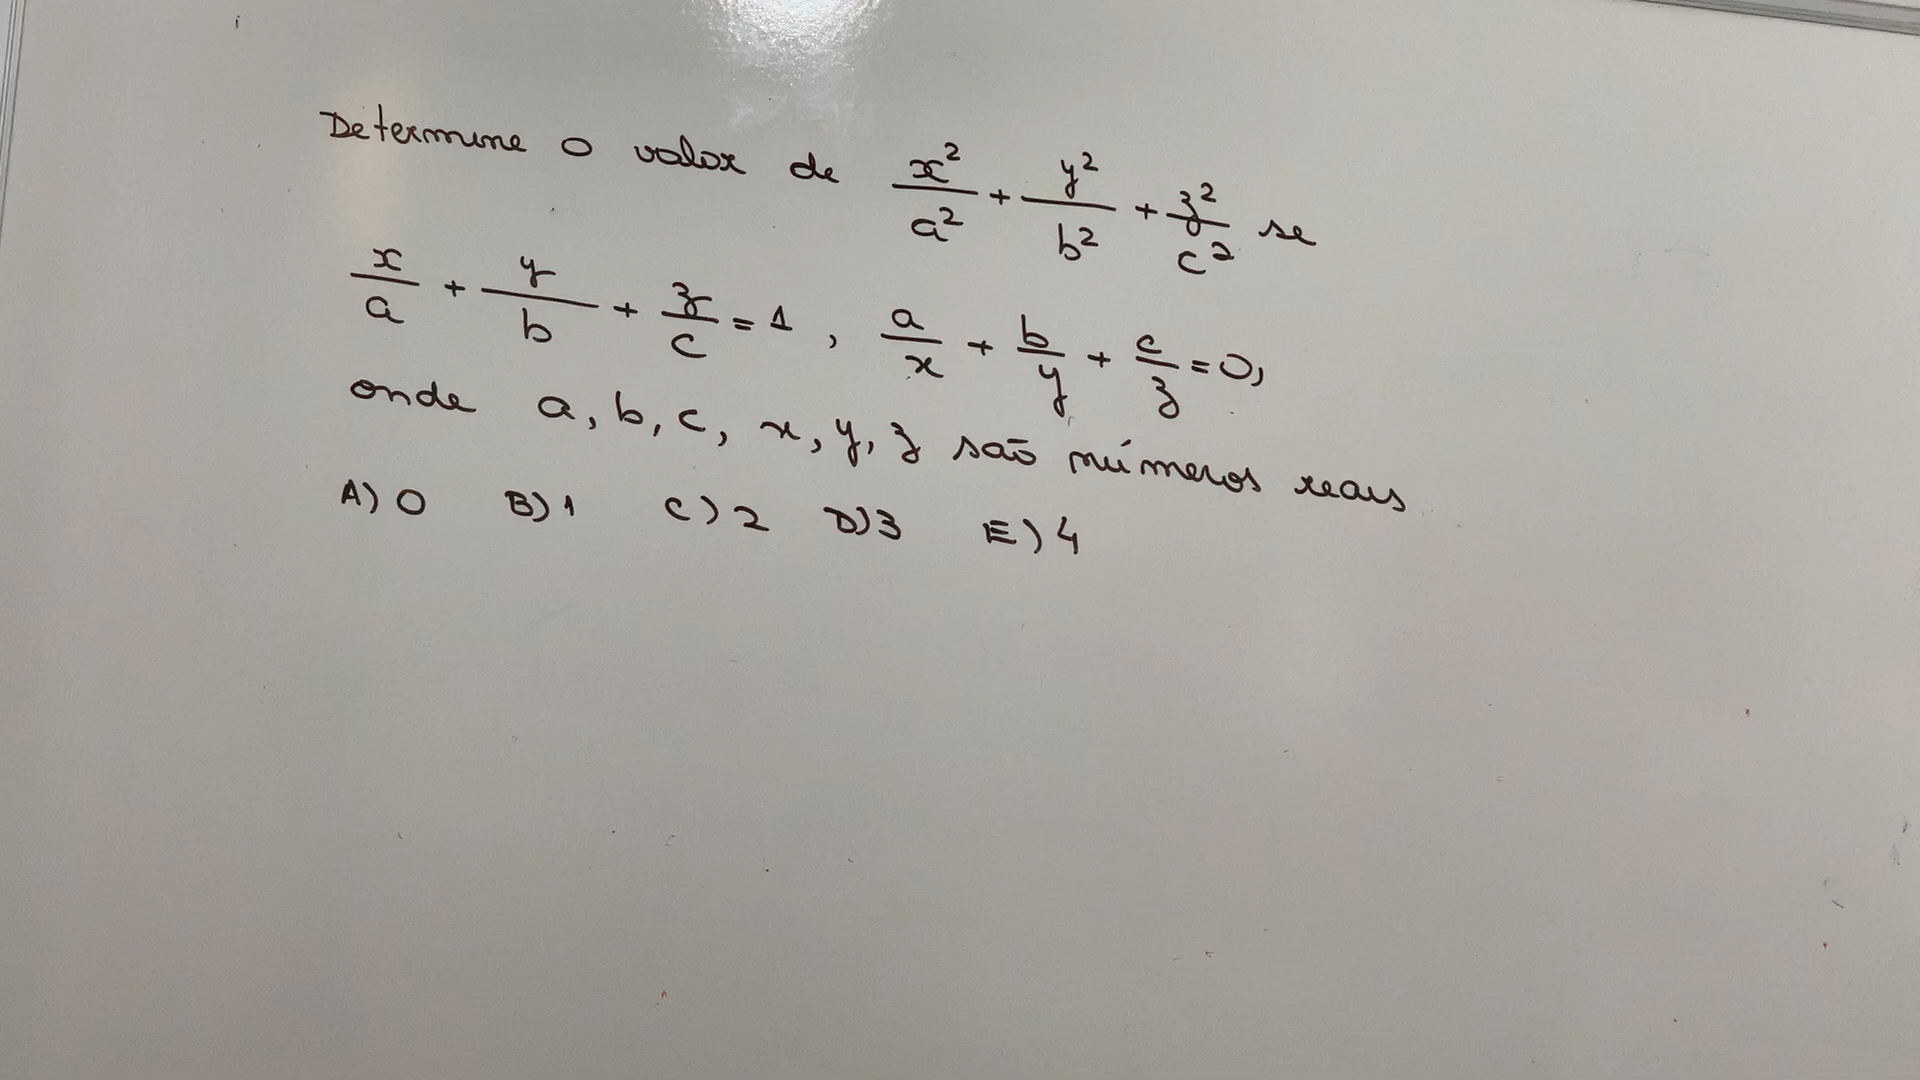 Determine o valor de x²/a² + y²/b² + z²/c² se
x/a + y/b + z/c = 1, a/x + b/y + c/z = 0,
onde a, b, c, x, y, z são números reais
A) 0 B) 1 C) 2 D) 3 E) 4